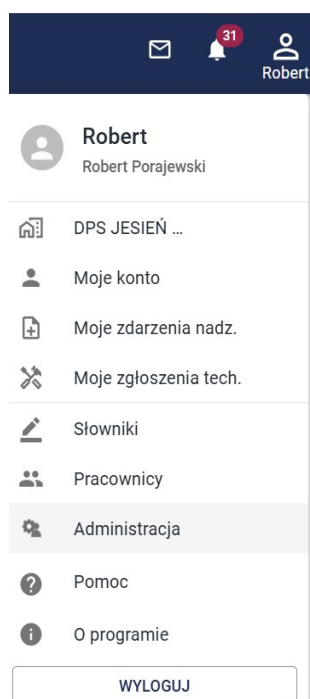 31
Robert
Robert
Robert Porajewski
DPS JESIEŃ ...
Moje konto
Moje zdarzenia nadz.
Moje zgłoszenia tech.
Słowniki
Pracownicy
Administracja
Pomoc
O programie
WYLOGUJ